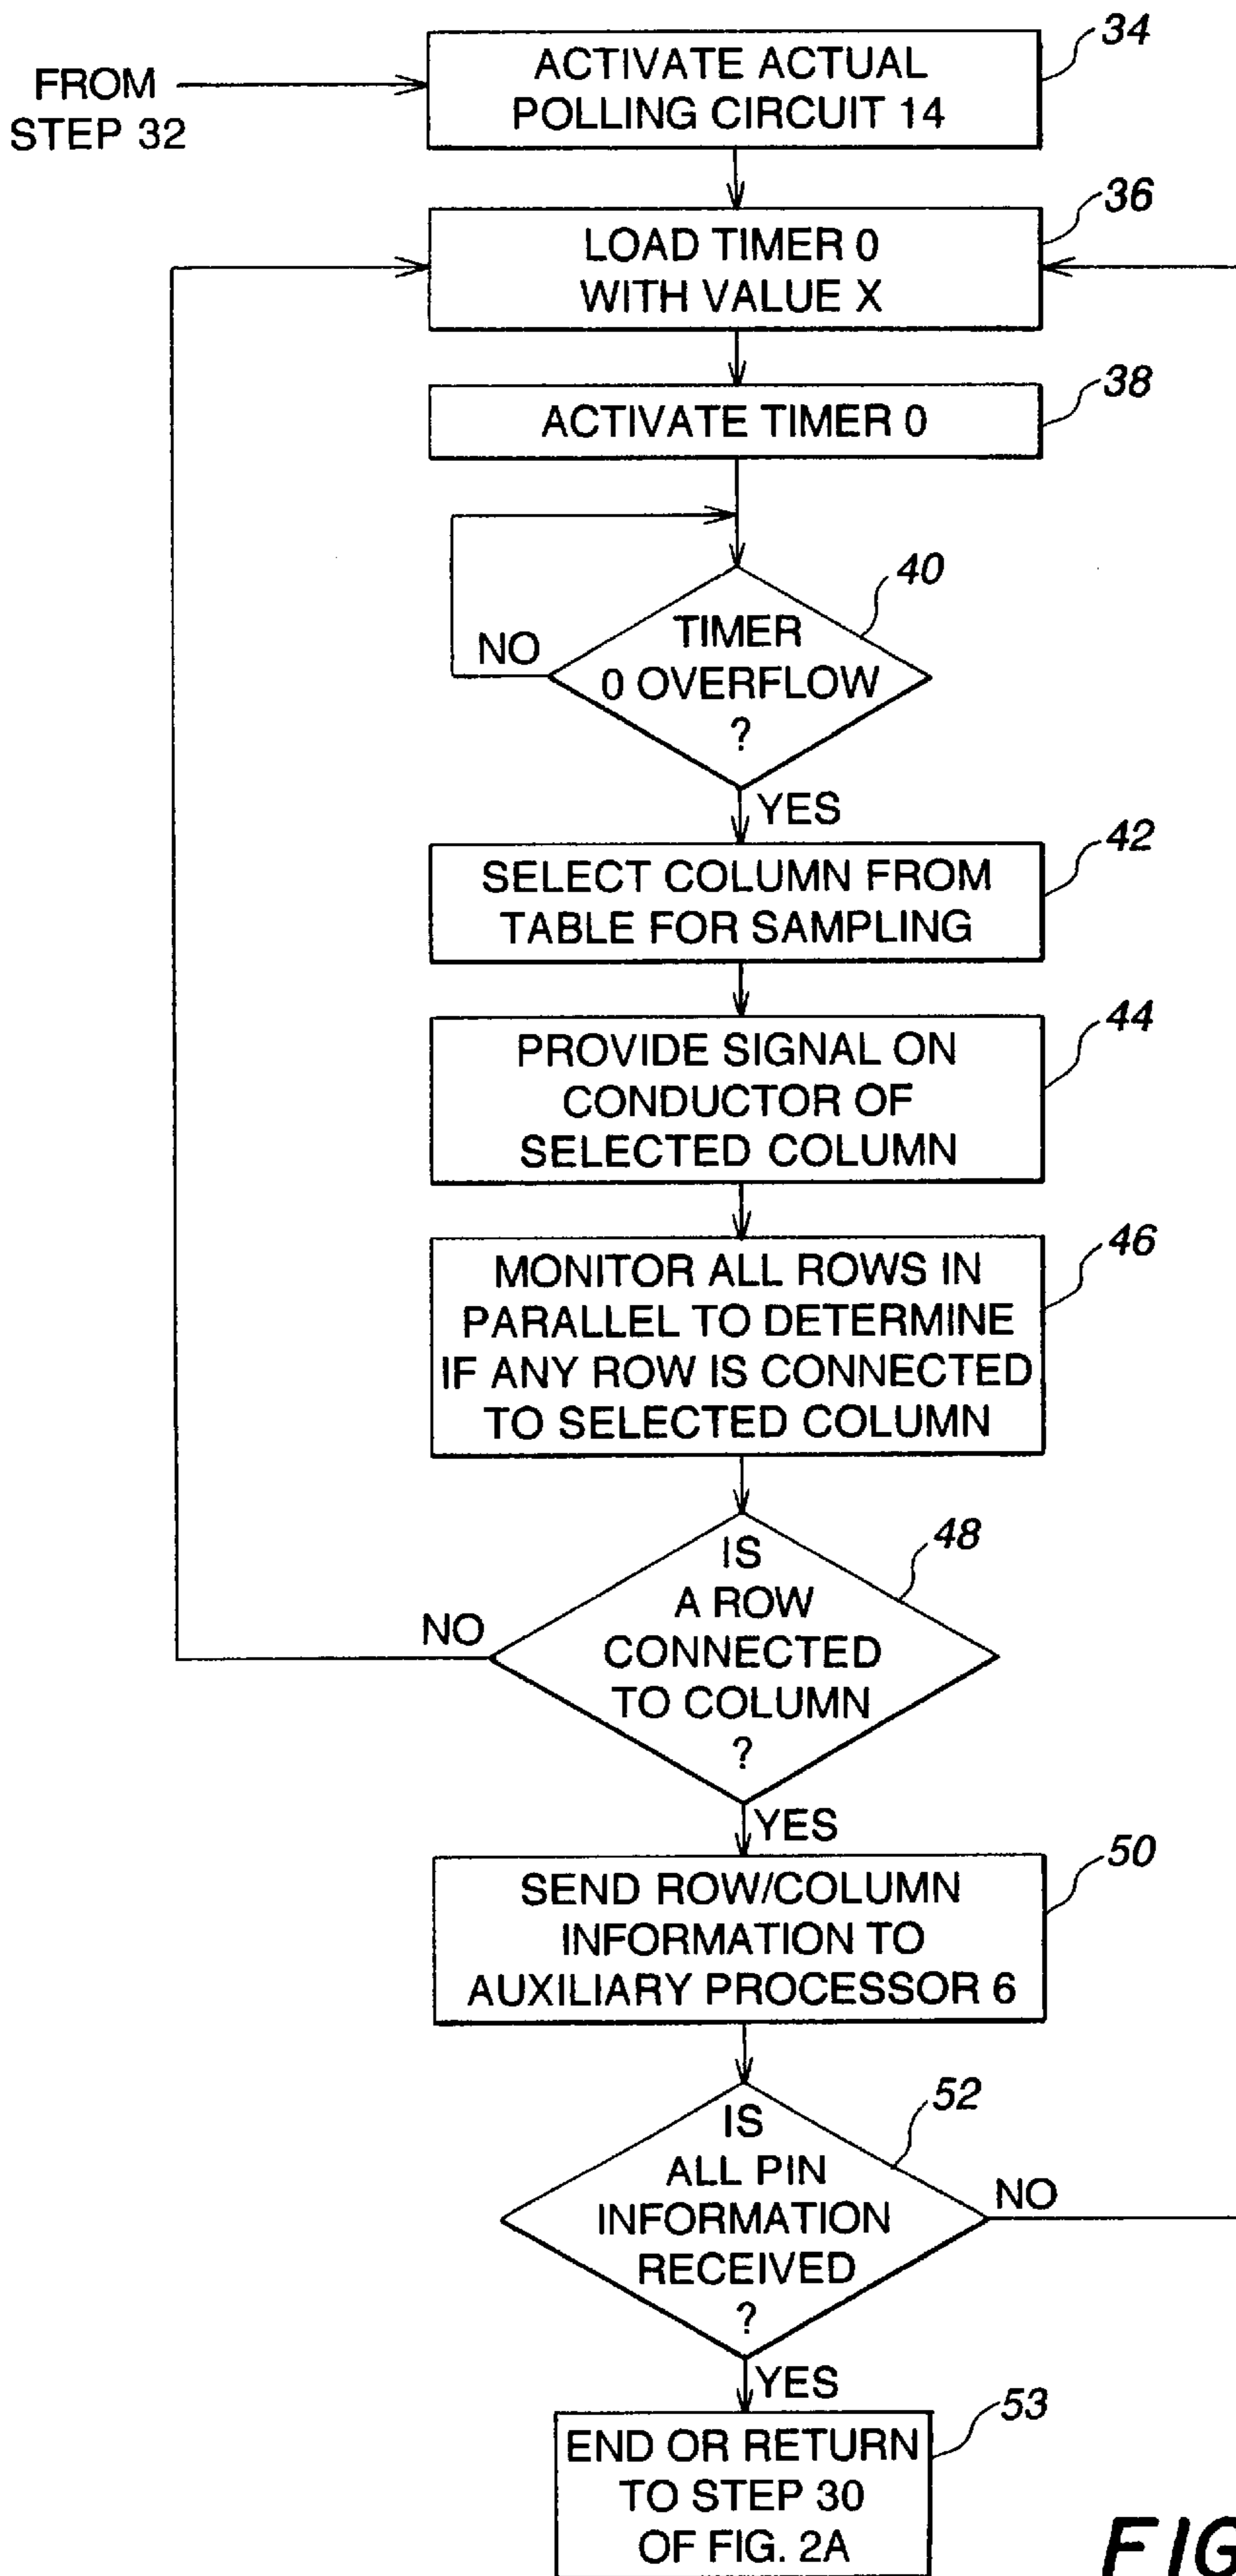 34
ACTIVATE ACTUAL
POLLING CIRCUIT 14
FROM
STEP 32
36
LOAD TIMER 0
WITH VALUE X
38
ACTIVATE TIMER 0
40
TIMER
0 OVERFLOW
?
NO
YES
42
SELECT COLUMN FROM
TABLE FOR SAMPLING
44
PROVIDE SIGNAL ON
CONDUCTOR OF
SELECTED COLUMN
46
MONITOR ALL ROWS IN
PARALLEL TO DETERMINE
IF ANY ROW IS CONNECTED
TO SELECTED COLUMN
48
IS
A ROW
CONNECTED
TO COLUMN
?
NO
YES
50
SEND ROW/COLUMN
INFORMATION TO
AUXILIARY PROCESSOR 6
52
IS
ALL PIN
INFORMATION
RECEIVED
?
NO
YES
53
END OR RETURN
TO STEP 30
OF FIG. 2A
FIG